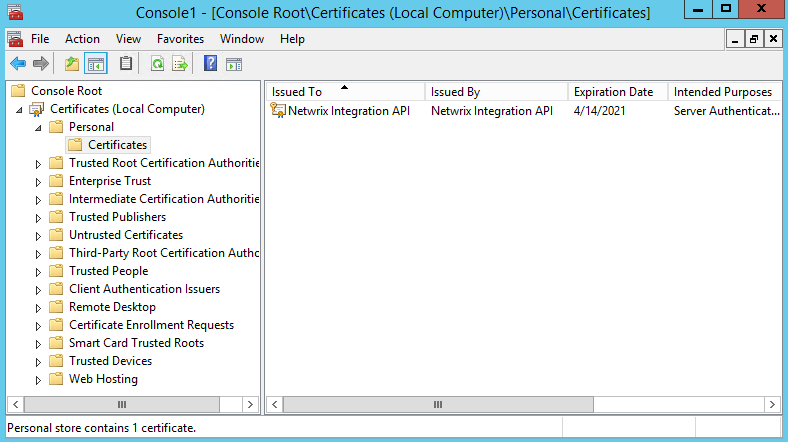 Console1 - [Console Root\Certificates (Local Computer)\Personal\Certificates]
File Action View Favorites Window Help
Console Root
Certificates (Local Computer)
Personal
Certificates
Trusted Root Certification Authoritie
Enterprise Trust
Intermediate Certification Authoritie
Trusted Publishers
Untrusted Certificates
Third-Party Root Certification Autho
Trusted People
Client Authentication Issuers
Remote Desktop
Certificate Enrollment Requests
Smart Card Trusted Roots
Trusted Devices
Web Hosting
Issued To Issued By Expiration Date Intended Purposes
Netwrix Integration API Netwrix Integration API 4/14/2021 Server Authenticat...
Personal store contains 1 certificate.